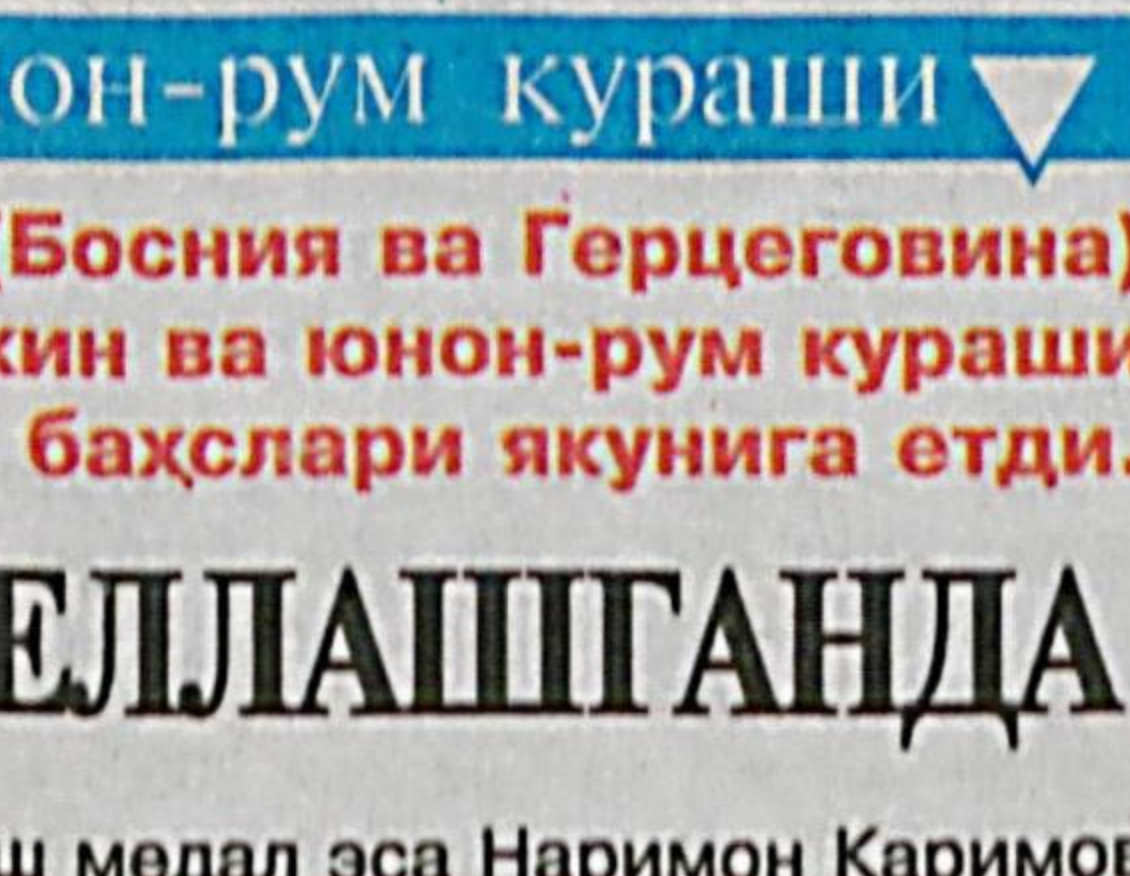 он-рум кураши
(Босния ва Герцеговина)
кин ва юнон-рум кураши
баҳслари якунига етди.
ЕЛЛАШГАНДА
ш медал эса Наримон Каримов